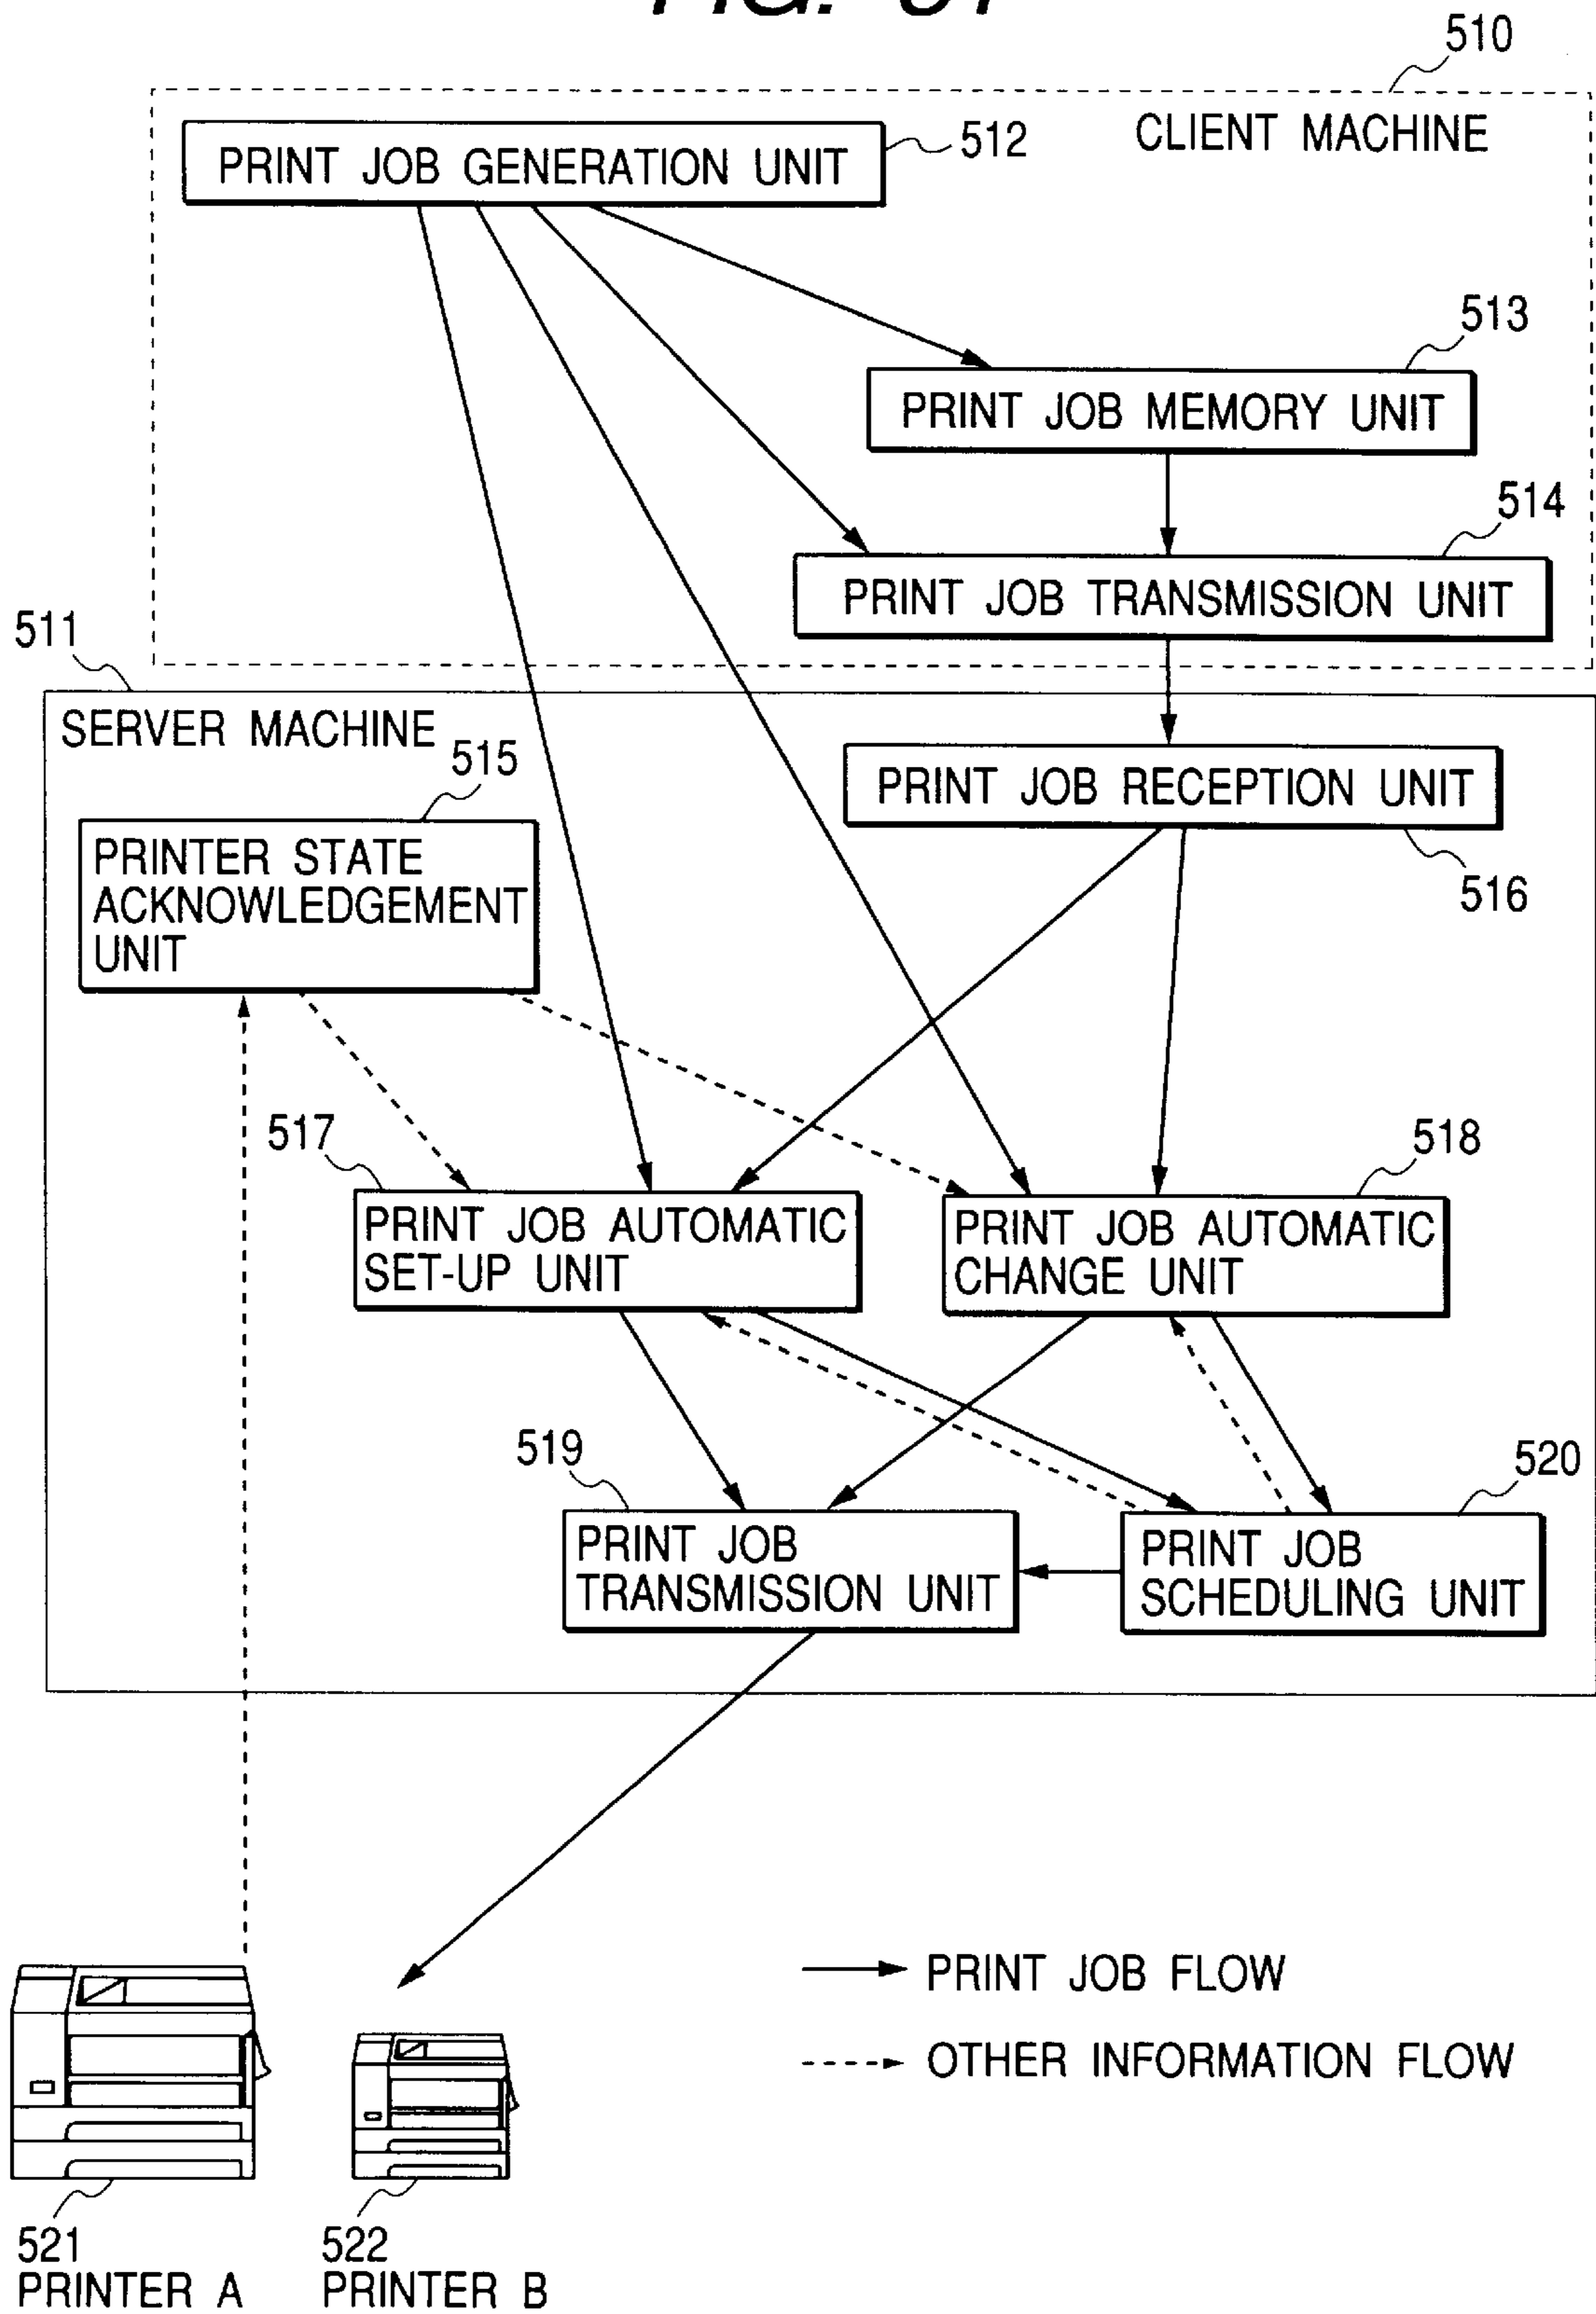 510
CLIENT MACHINE
PRINT JOB GENERATION UNIT
512
513
PRINT JOB MEMORY UNIT
514
PRINT JOB TRANSMISSION UNIT
511
SERVER MACHINE
515
PRINT JOB RECEPTION UNIT
516
PRINTER STATE
ACKNOWLEDGEMENT
UNIT
517
518
PRINT JOB AUTOMATIC
SET-UP UNIT
PRINT JOB AUTOMATIC
CHANGE UNIT
519
520
PRINT JOB
TRANSMISSION UNIT
PRINT JOB
SCHEDULING UNIT
PRINT JOB FLOW
OTHER INFORMATION FLOW
521
PRINTER A
522
PRINTER B